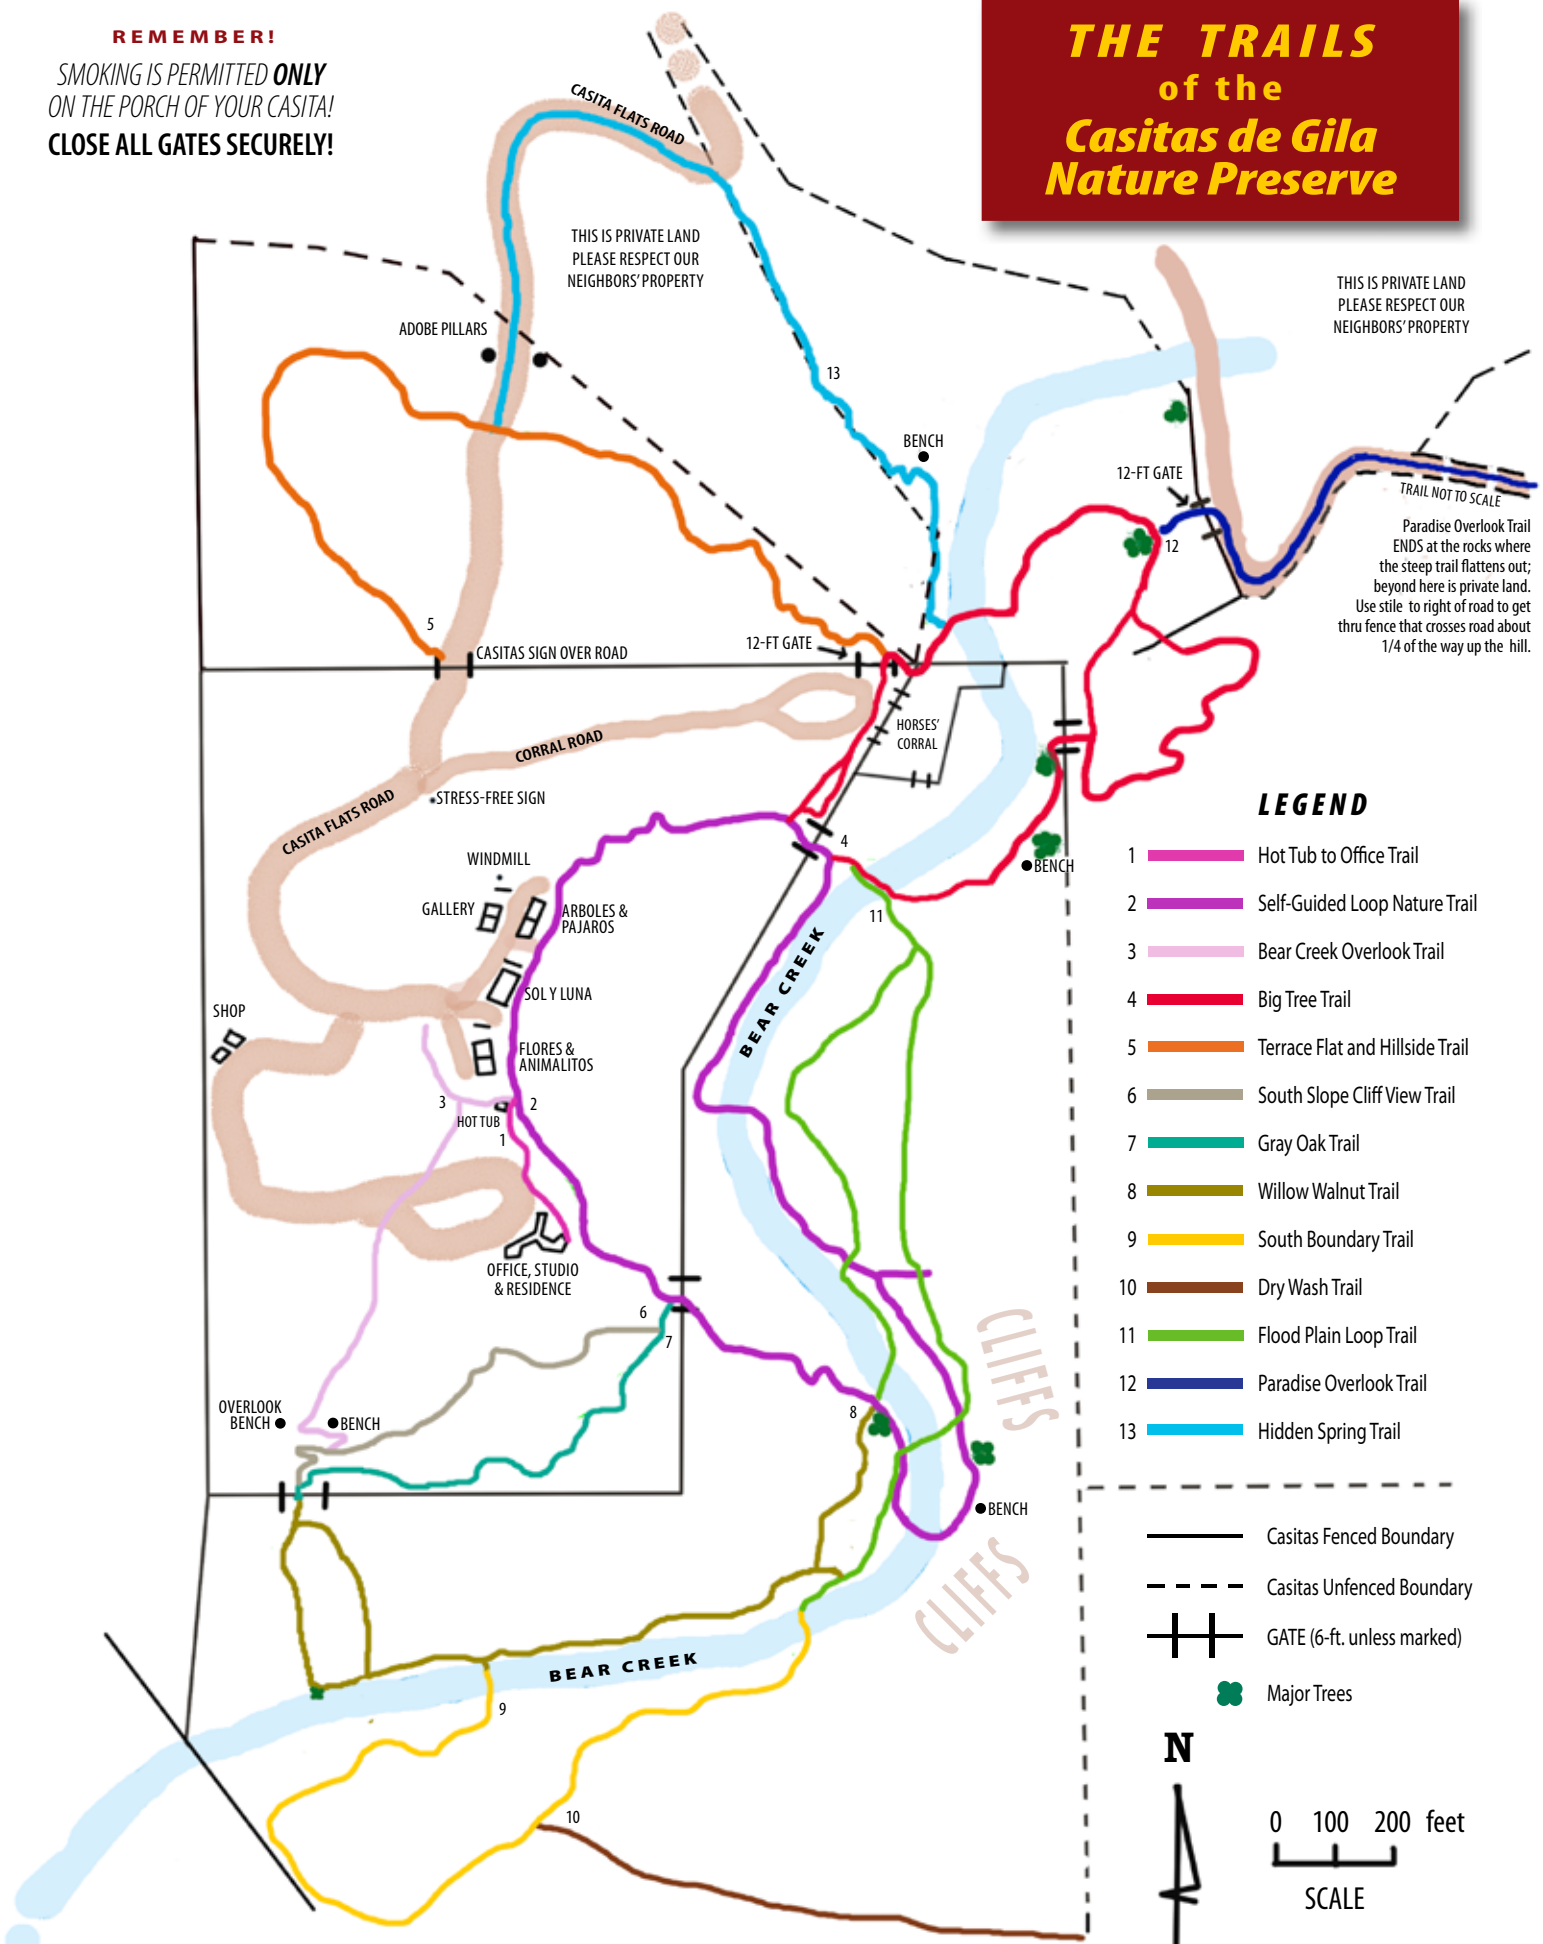 REMEMBER!
SMOKING IS PERMITTED ONLY
ON THE PORCH OF YOUR CASITA!
CLOSE ALL GATES SECURELY!
THE TRAILS
of the
Casitas de Gila
Nature Preserve
CASITA FLATS ROAD
THIS IS PRIVATE LAND
PLEASE RESPECT OUR
NEIGHBORS' PROPERTY
THIS IS PRIVATE LAND
PLEASE RESPECT OUR
NEIGHBORS' PROPERTY
ADOBE PILLARS
13
BENCH
12-FT GATE
TRAIL NOT TO SCALE
12
Paradise Overlook Trail
ENDS at the rocks where
the steep trail flattens out;
beyond here is private land.
Use stile to right of road to get
thru fence that crosses road about
1/4 of the way up the hill.
5
CASITAS SIGN OVER ROAD
12-FT GATE
HORSES'
CORRAL
CORRAL ROAD
STRESS-FREE SIGN
CASITA FLATS ROAD
4
BENCH
WINDMILL
GALLERY
ARBOLES &
PAJAROS
11
BEAR CREEK
SOL Y LUNA
SHOP
FLORES &
ANIMALITOS
3
2
HOT TUB
1
OFFICE, STUDIO
& RESIDENCE
6
7
CLIFFS
OVERLOOK
BENCH
BENCH
8
BENCH
CLIFFS
BEAR CREEK
9
10
LEGEND
1 Hot Tub to Office Trail
2 Self-Guided Loop Nature Trail
3 Bear Creek Overlook Trail
4 Big Tree Trail
5 Terrace Flat and Hillside Trail
6 South Slope Cliff View Trail
7 Gray Oak Trail
8 Willow Walnut Trail
9 South Boundary Trail
10 Dry Wash Trail
11 Flood Plain Loop Trail
12 Paradise Overlook Trail
13 Hidden Spring Trail
Casitas Fenced Boundary
Casitas Unfenced Boundary
GATE (6-ft. unless marked)
Major Trees
N
0 100 200 feet
SCALE